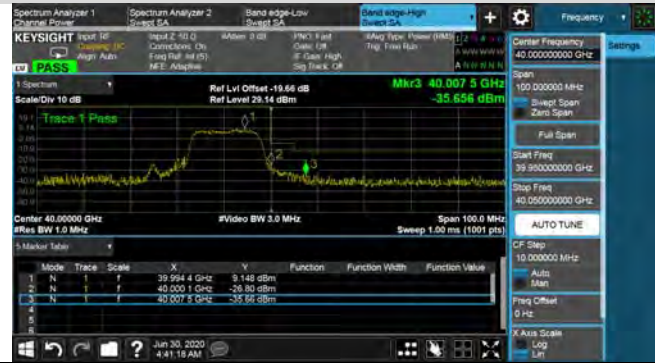 Spectrum Analyzer 1
Channel Power
Spectrum Analyzer 2
Swept SA
Band edge-Low
Swept SA
Band edge-High
Swept SA
Frequency
KEYSIGHT
Input: RF
Coupling: DC
Align: Auto
Input Z: 50 Ω
Corrections: On
Freq Ref: Int (S)
NFE: Adaptive
#Atten: 0 dB
PNO: Fast
Gate: Off
IF Gain: High
Sig Track: Off
#Avg Type: Power (RMS)
Trig: Free Run
LXI
PASS
1 Spectrum
Scale/Div 10 dB
Ref Lvl Offset -19.66 dB
Ref Level 29.14 dBm
Mkr3 40.007 5 GHz
-35.656 dBm
Trace 1 Pass
1
2
3
Center 40.00000 GHz
#Res BW 1.0 MHz
#Video BW 3.0 MHz
Span 100.0 MHz
Sweep 1.00 ms (1001 pts)
5 Marker Table
Mode Trace Scale X Y Function Function Width Function Value
1 N 1 f 39.994 4 GHz 9.148 dBm
2 N 1 f 40.000 1 GHz -26.80 dBm
3 N 1 f 40.007 5 GHz -35.66 dBm
4
5
6
Jun 30, 2020
4:41:18 AM
Center Frequency
40.000000000 GHz
Settings
Span
100.000000 MHz
Swept Span
Zero Span
Full Span
Start Freq
39.950000000 GHz
Stop Freq
40.050000000 GHz
AUTO TUNE
CF Step
10.000000 MHz
Auto
Man
Freq Offset
0 Hz
X Axis Scale
Log
Lin